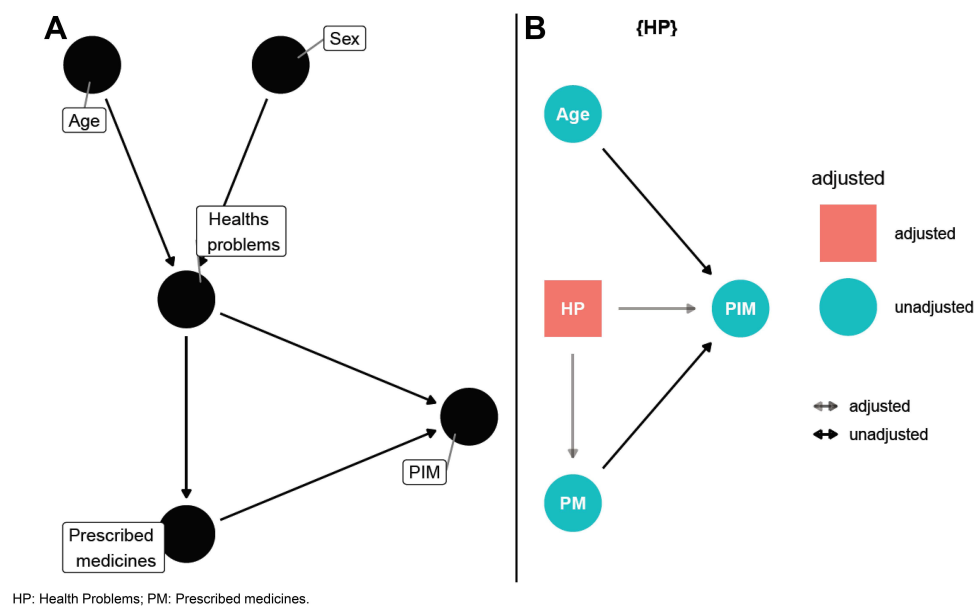 A
Age
Sex
Healths
problems
PIM
Prescribed
medicines
B
{HP}
Age
HP
PIM
PM
adjusted
adjusted
unadjusted
adjusted
unadjusted
HP: Health Problems; PM: Prescribed medicines.